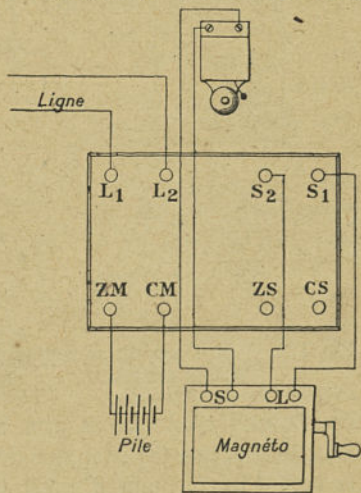 Ligne
L1 L2 S2 S1
ZM CM ZS CS
S L
Pile Magnéto